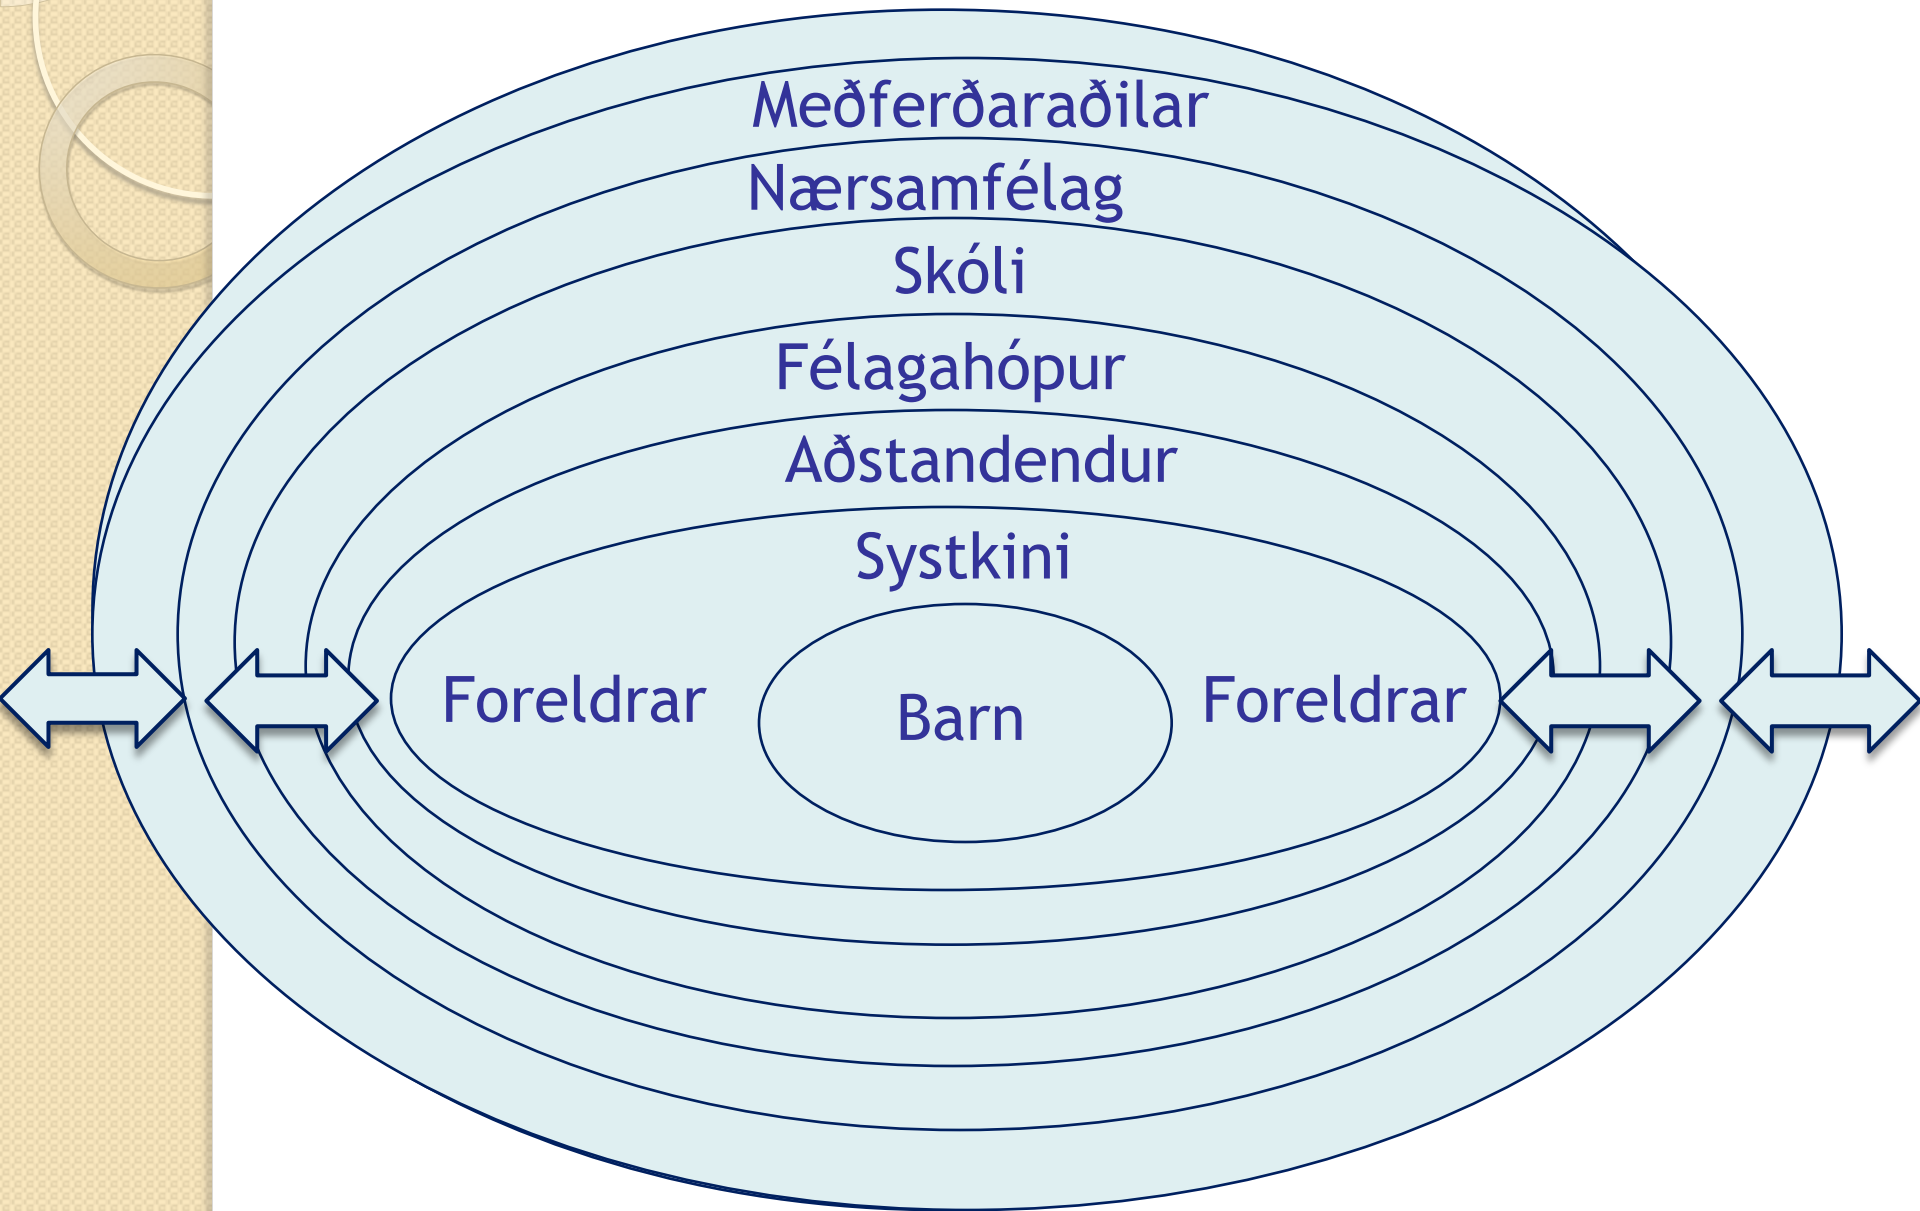 Meðferðaraðilar
Nærsamfélag
Skóli
Félagahópur
Aðstandendur
Systkini
Foreldrar
Barn
Foreldrar